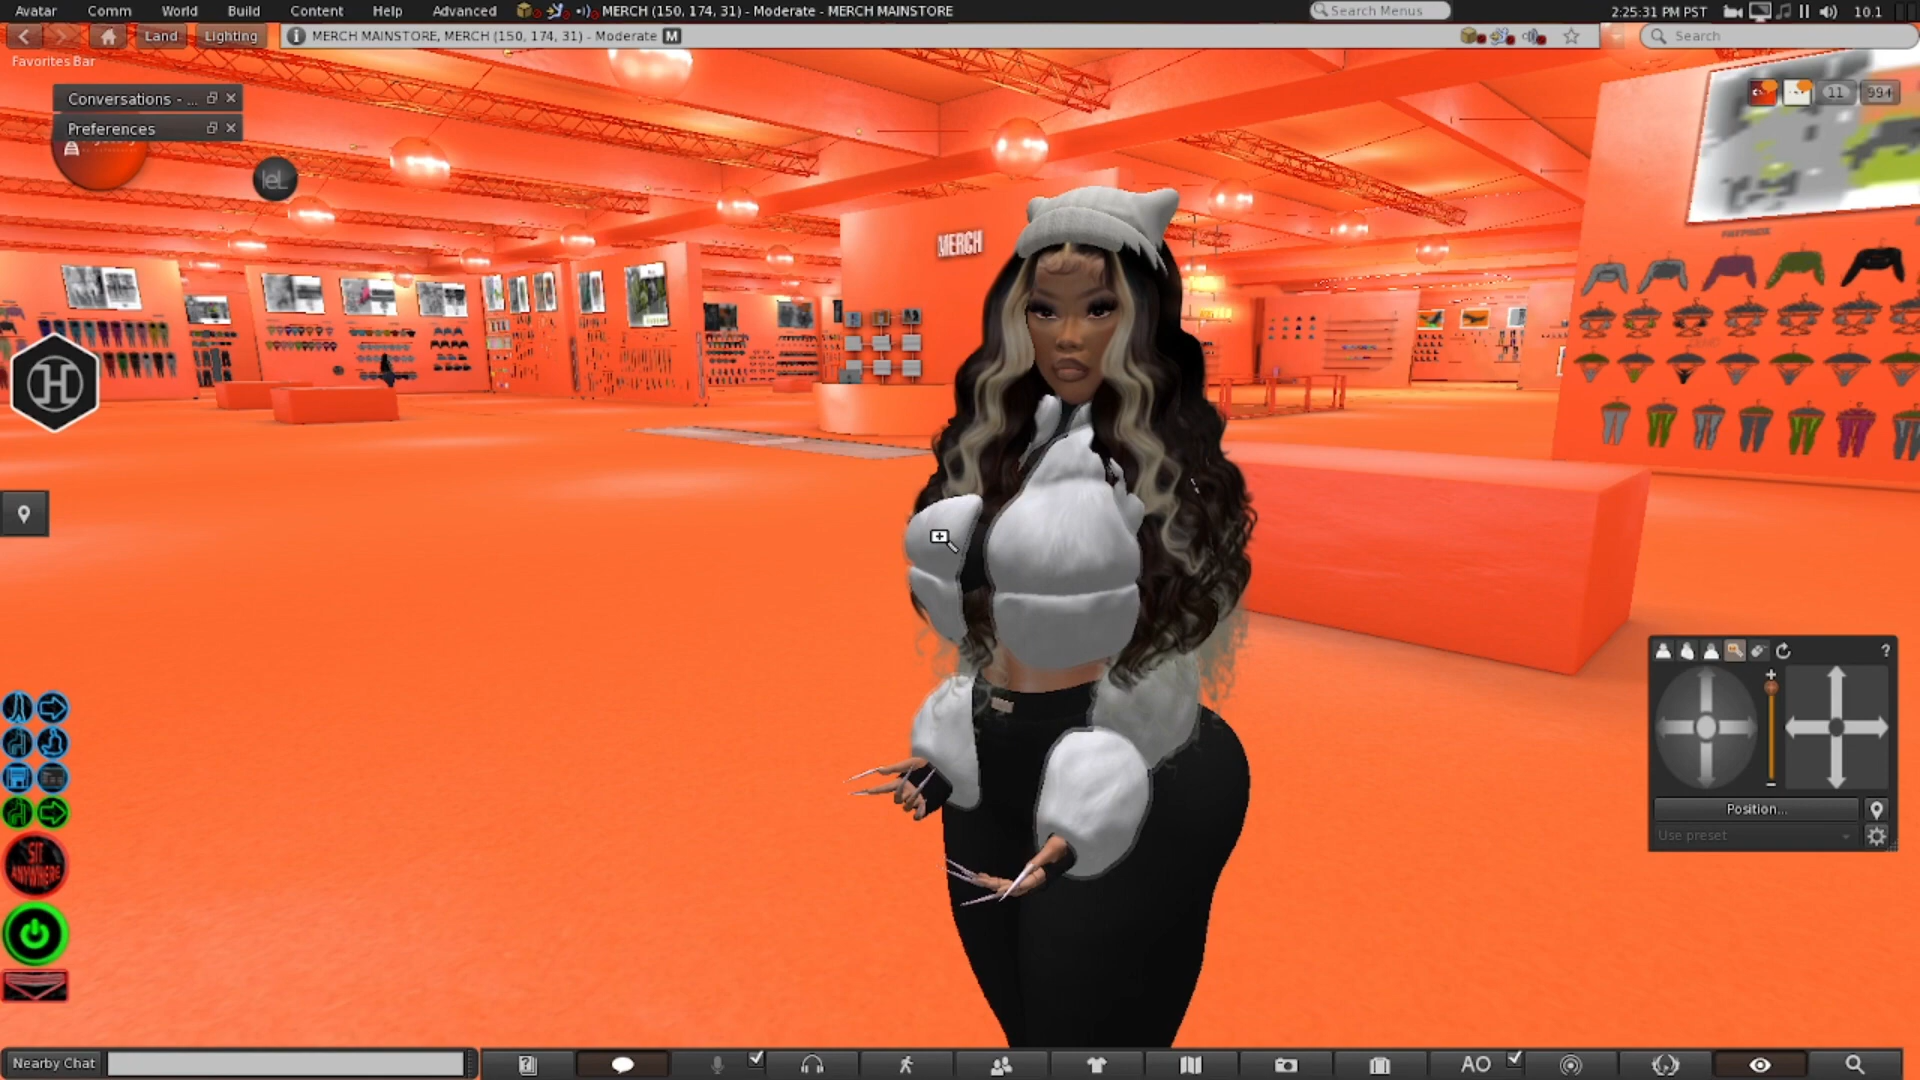 Avatar Comm World Build Content Help Advanced MERCH (150, 174, 31) - Moderate - MERCH MAINSTORE Search Menus 2:25:31 PM PST 10.1
Land Lighting MERCH MAINSTORE, MERCH (150, 174, 31) - Moderate M Search
Favorites Bar
Conversations - ...
11 994
Preferences
leL
MERCH
FATPACK
H
?
Position...
Use preset
SIT
ANYWHERE
Nearby Chat
AO